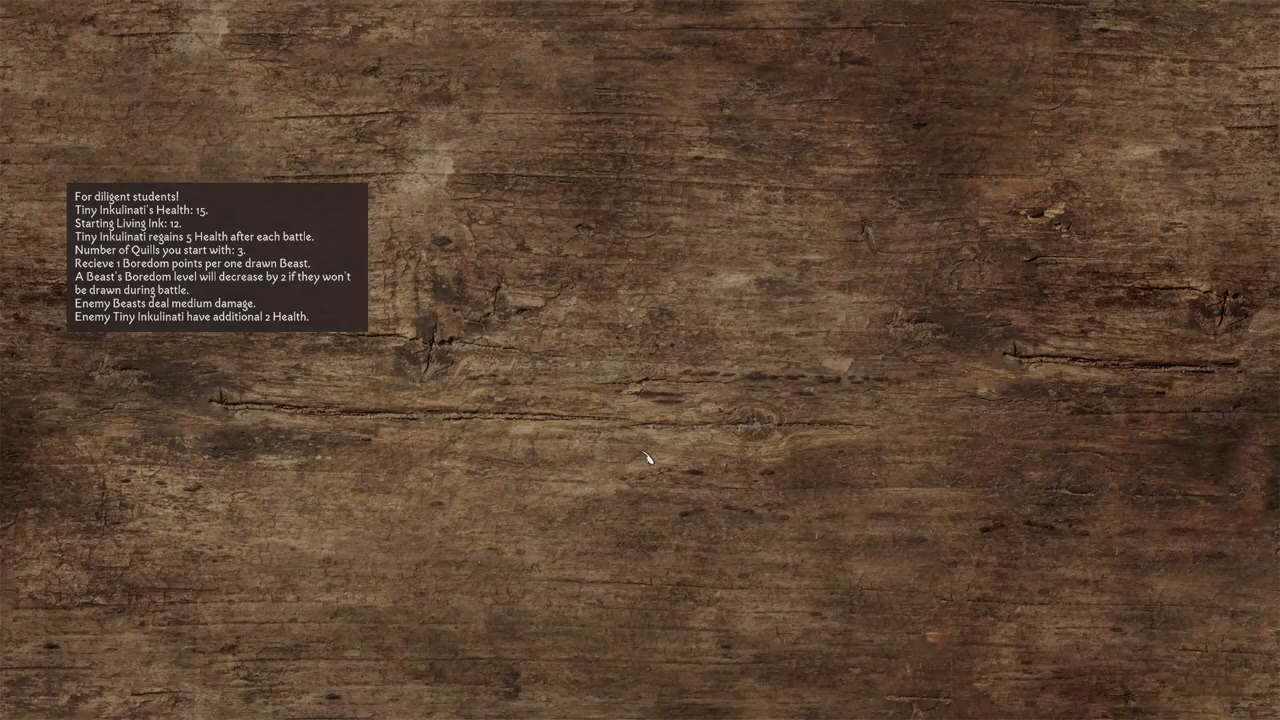 For diligent students!
Tiny Inkulinati's Health: 15.
Starting Living Ink: 12.
Tiny Inkulinati regains 5 Health after each battle.
Number of Quills you start with: 3.
Recieve 1 Boredom points per one drawn Beast.
A Beast's Boredom level will decrease by 2 if they won't
be drawn during battle.
Enemy Beasts deal medium damage.
Enemy Tiny Inkulinati have additional 2 Health.